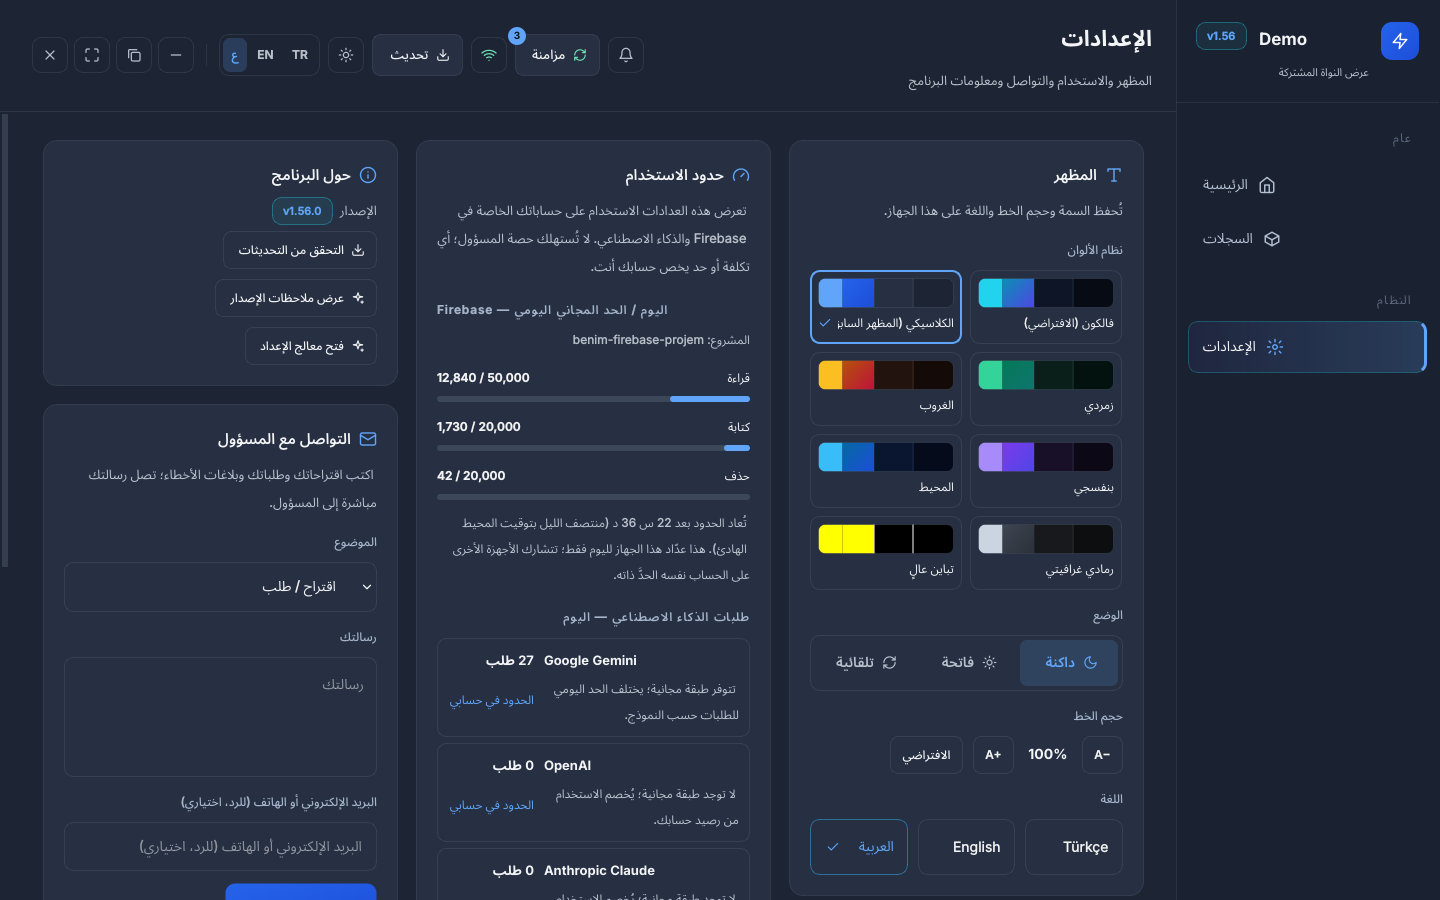 Demo
v1.56
عرض النواة المشتركة
عام
الرئيسية
السجلات
النظام
الإعدادات
الإعدادات
المظهر والاستخدام والتواصل ومعلومات البرنامج
مزامنة
3
تحديث
TR
EN
ع
المظهر
تُحفظ السمة وحجم الخط واللغة على هذا الجهاز.
نظام الألوان
فالكون (الافتراضي)
الكلاسيكي (المظهر السابق
زمردي
الغروب
بنفسجي
المحيط
رمادي غرافيتي
تباين عالٍ
الوضع
داكنة
فاتحة
تلقائية
حجم الخط
A−
100%
A+
الافتراضي
اللغة
Türkçe
English
العربية
حدود الاستخدام
تعرض هذه العدادات الاستخدام على حساباتك الخاصة في
Firebase والذكاء الاصطناعي. لا تُستهلك حصة المسؤول؛ أي
تكلفة أو حد يخص حسابك أنت.
Firebase — اليوم / الحد المجاني اليومي
المشروع: benim-firebase-projem
قراءة
12,840 / 50,000
كتابة
1,730 / 20,000
حذف
42 / 20,000
تُعاد الحدود بعد 22 س 36 د (منتصف الليل بتوقيت المحيط
الهادئ). هذا عدّاد هذا الجهاز لليوم فقط؛ تتشارك الأجهزة الأخرى
على الحساب نفسه الحدَّ ذاته.
طلبات الذكاء الاصطناعي — اليوم
Google Gemini
27 طلب
تتوفر طبقة مجانية؛ يختلف الحد اليومي
للطلبات حسب النموذج.
الحدود في حسابي
OpenAI
0 طلب
لا توجد طبقة مجانية؛ يُخصم الاستخدام
من رصيد حسابك.
الحدود في حسابي
Anthropic Claude
0 طلب
لا توجد طبقة مجانية؛ يُخصم الاستخدام
حول البرنامج
الإصدار
v1.56.0
التحقق من التحديثات
عرض ملاحظات الإصدار
فتح معالج الإعداد
التواصل مع المسؤول
اكتب اقتراحاتك وطلباتك وبلاغات الأخطاء؛ تصل رسالتك
مباشرة إلى المسؤول.
الموضوع
اقتراح / طلب
رسالتك
رسالتك
البريد الإلكتروني أو الهاتف (للرد، اختياري)
البريد الإلكتروني أو الهاتف (للرد، اختياري)